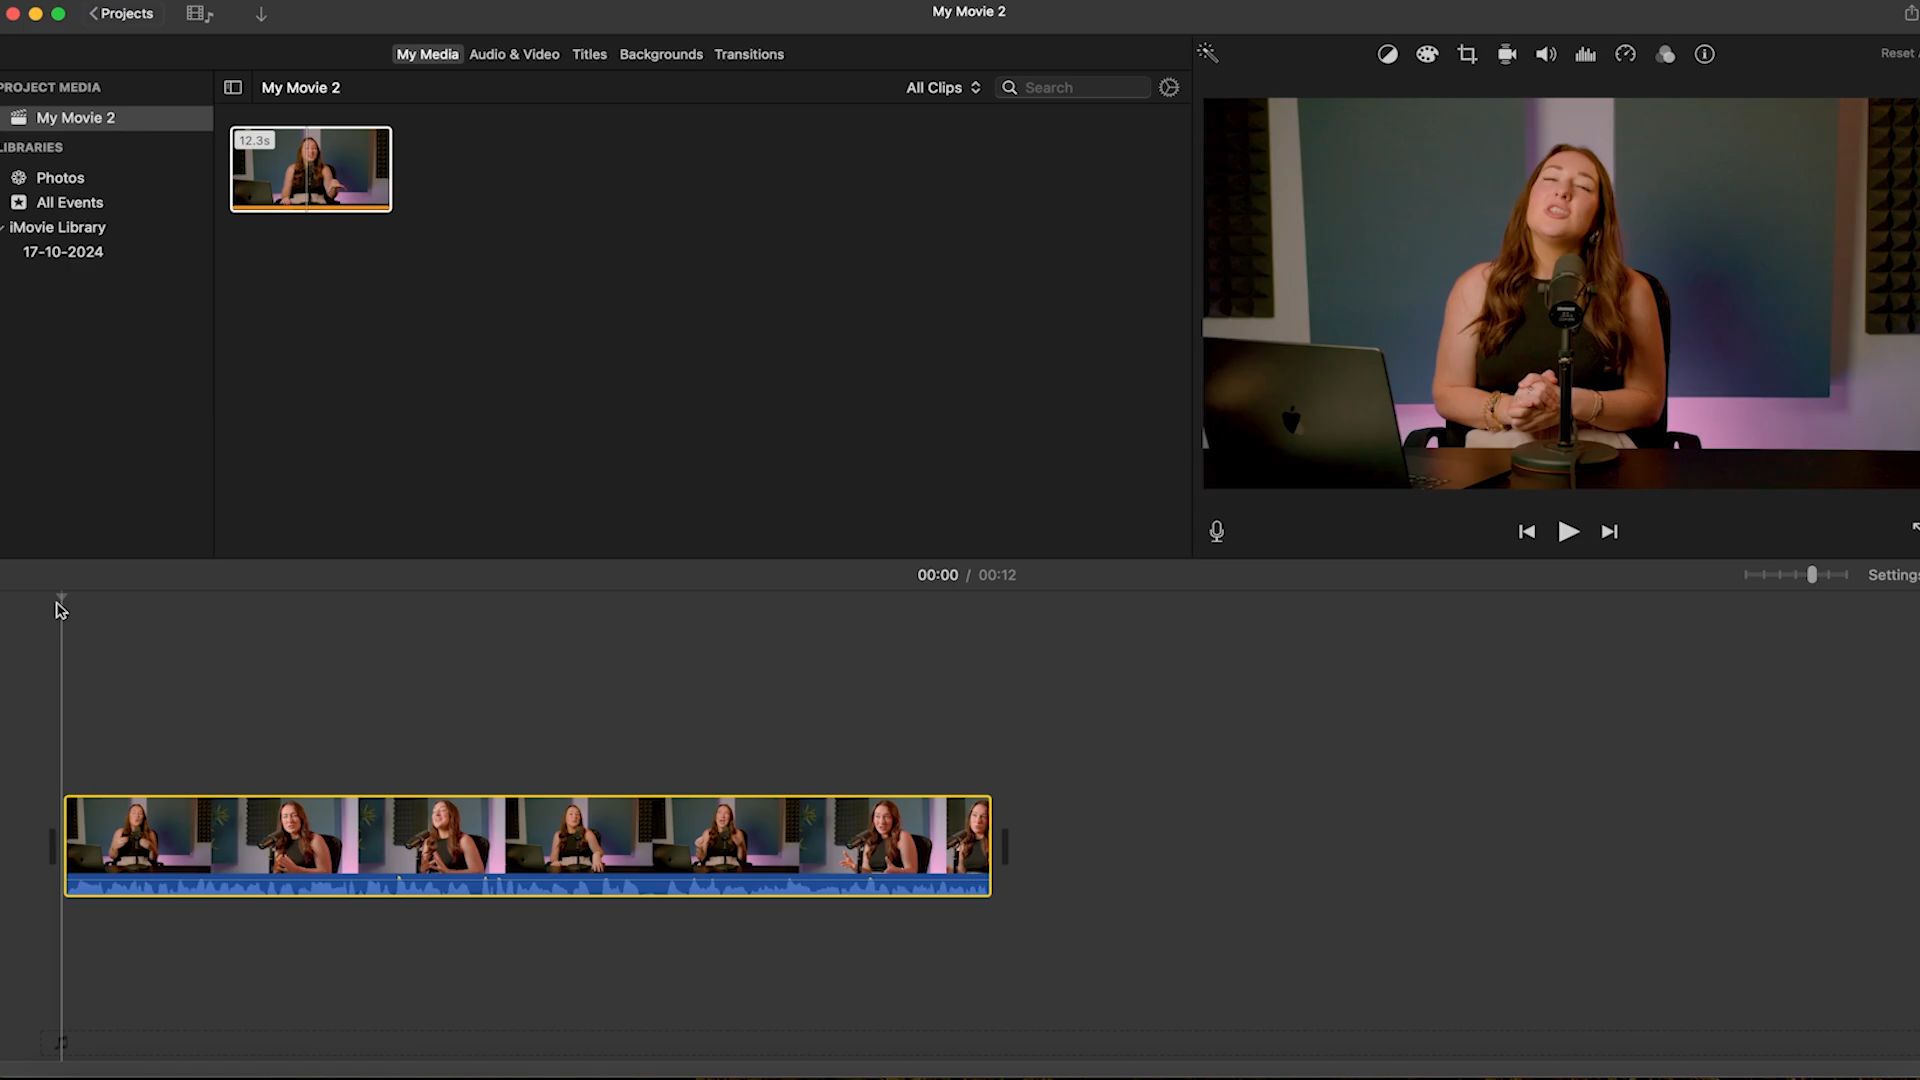 Projects
My Movie 2
My Media Audio & Video Titles Backgrounds Transitions
Reset
PROJECT MEDIA
My Movie 2
All Clips
Search
12.3s
My Movie 2
LIBRARIES
Photos
All Events
iMovie Library
17-10-2024
00:00 / 00:12
Settings